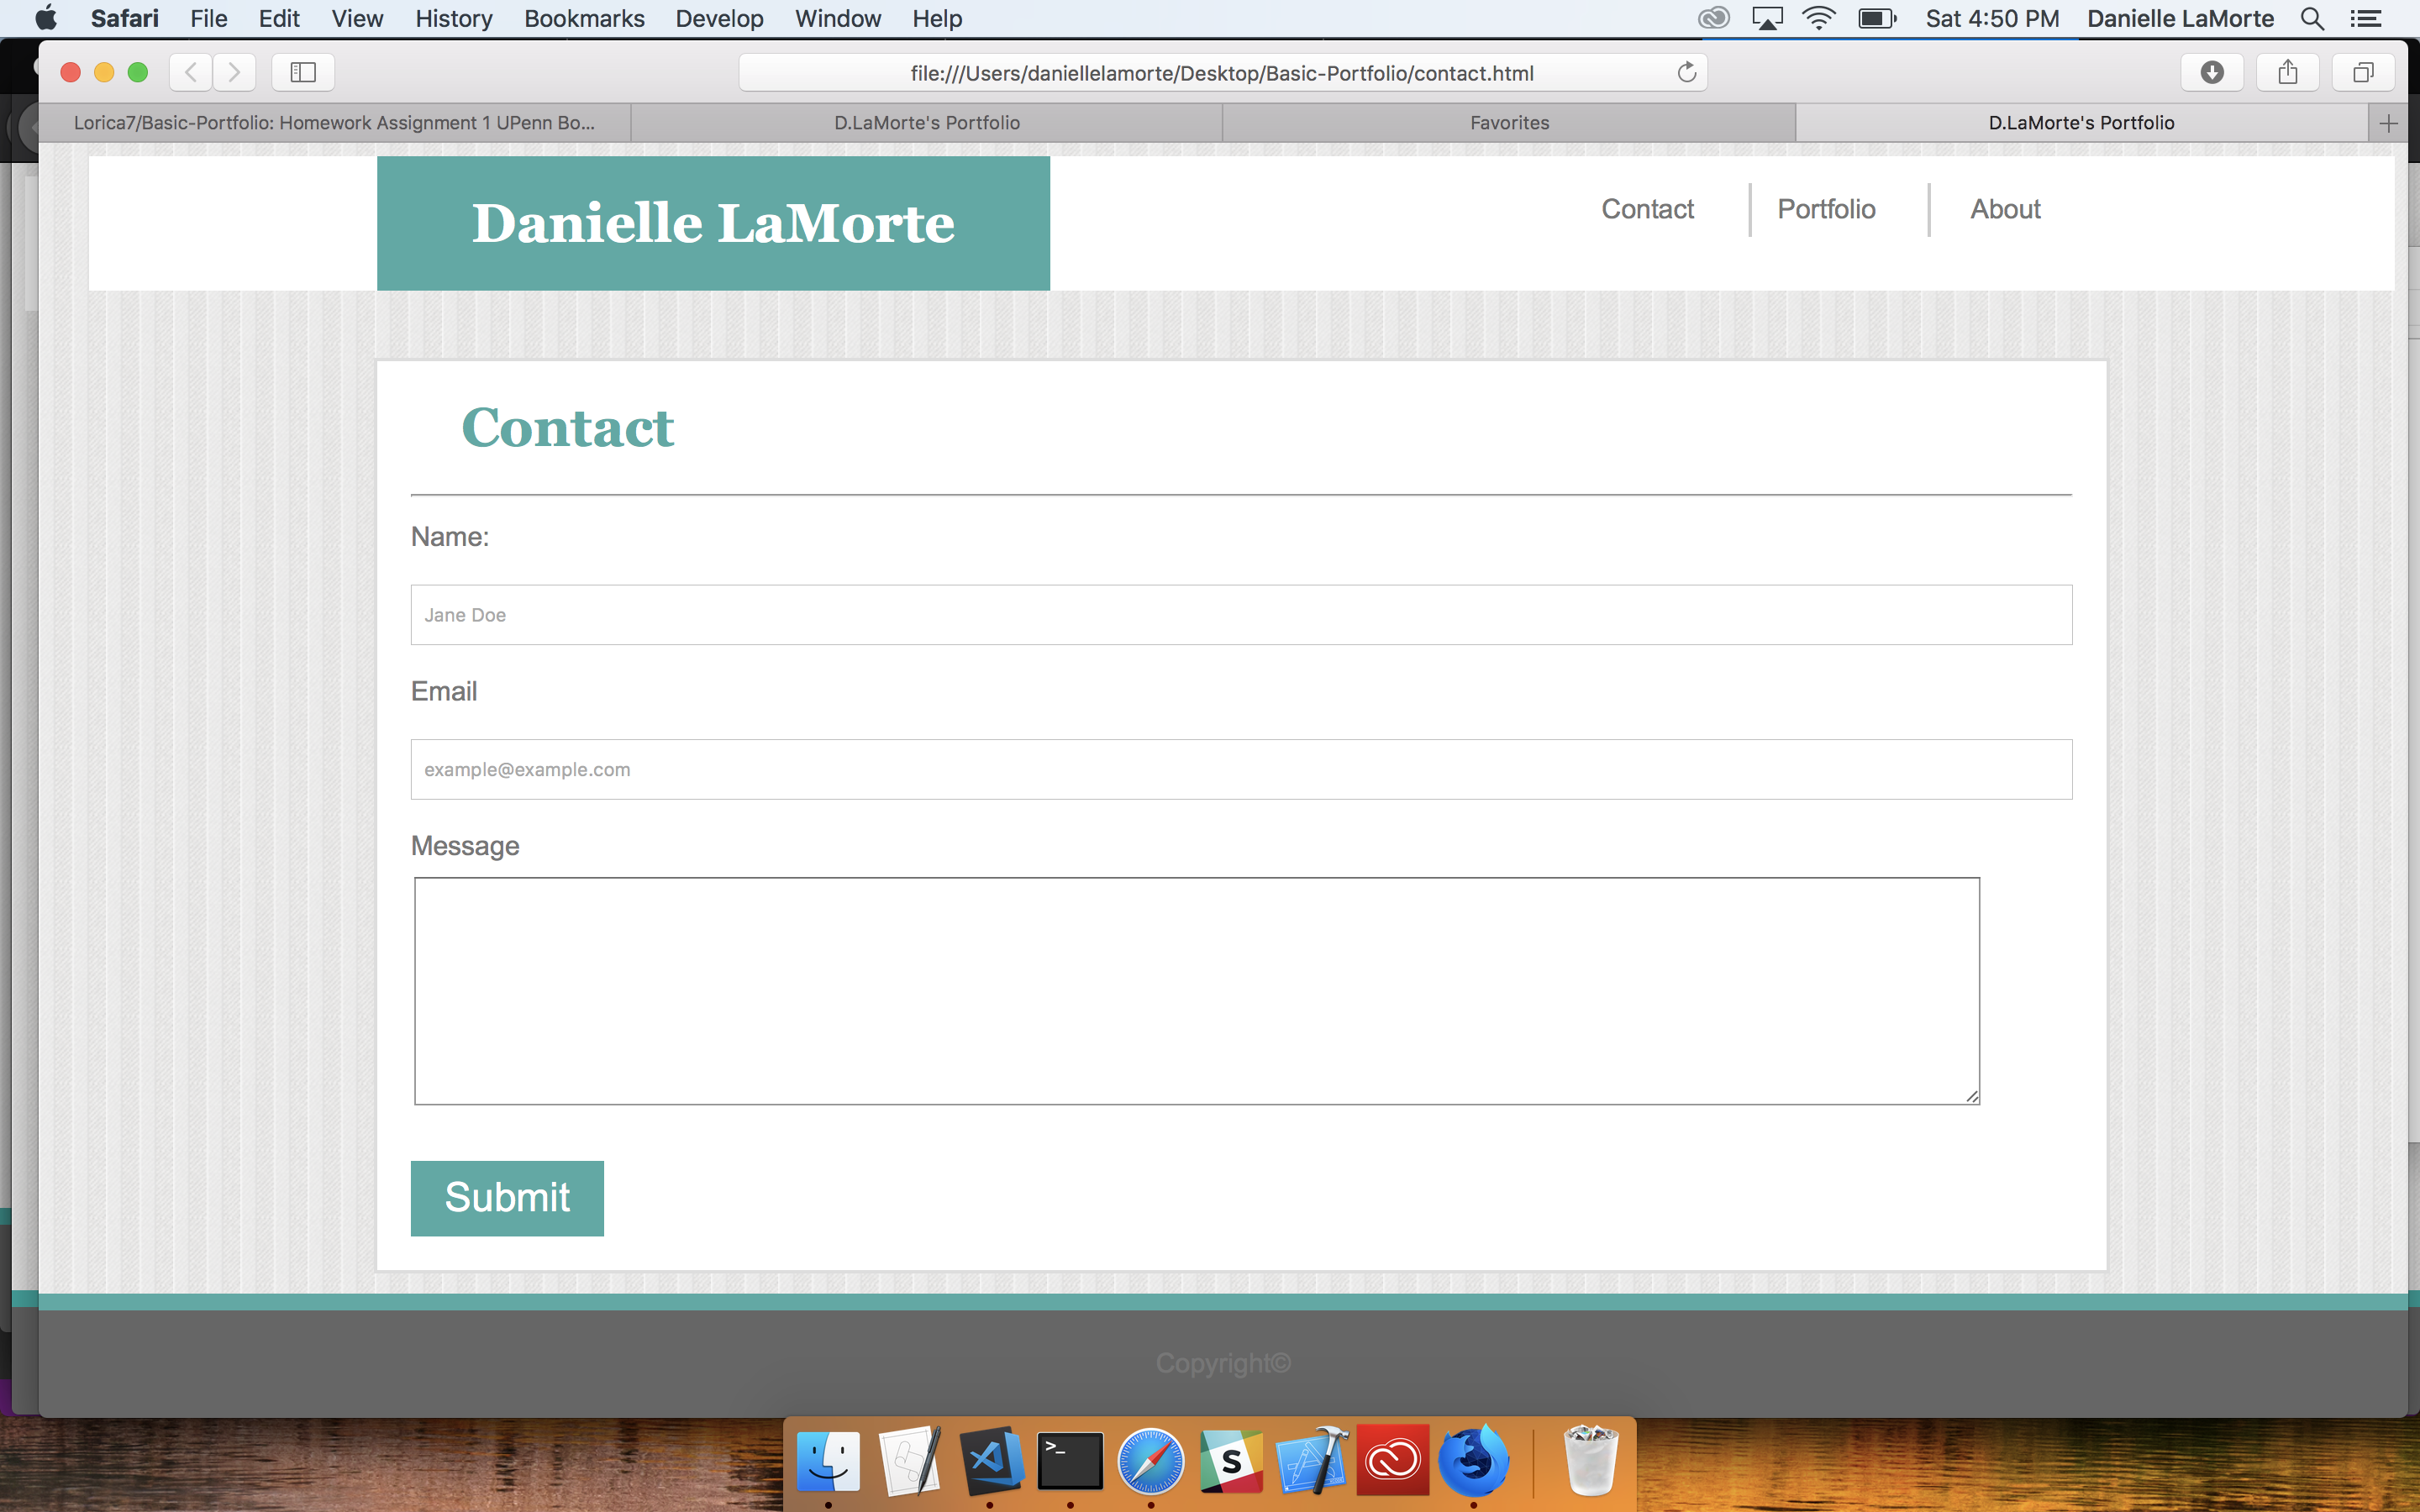 Safari File Edit View History Bookmarks Develop Window Help Sat 4:50 PM Danielle LaMorte
file:///Users/daniellelamorte/Desktop/Basic-Portfolio/contact.html
Lorica7/Basic-Portfolio: Homework Assignment 1 UPenn Bo... D.LaMorte's Portfolio Favorites D.LaMorte's Portfolio
Danielle LaMorte
Contact Portfolio About
Contact
Name:
Jane Doe
Email
example@example.com
Message
Submit
Copyright©
>_
S